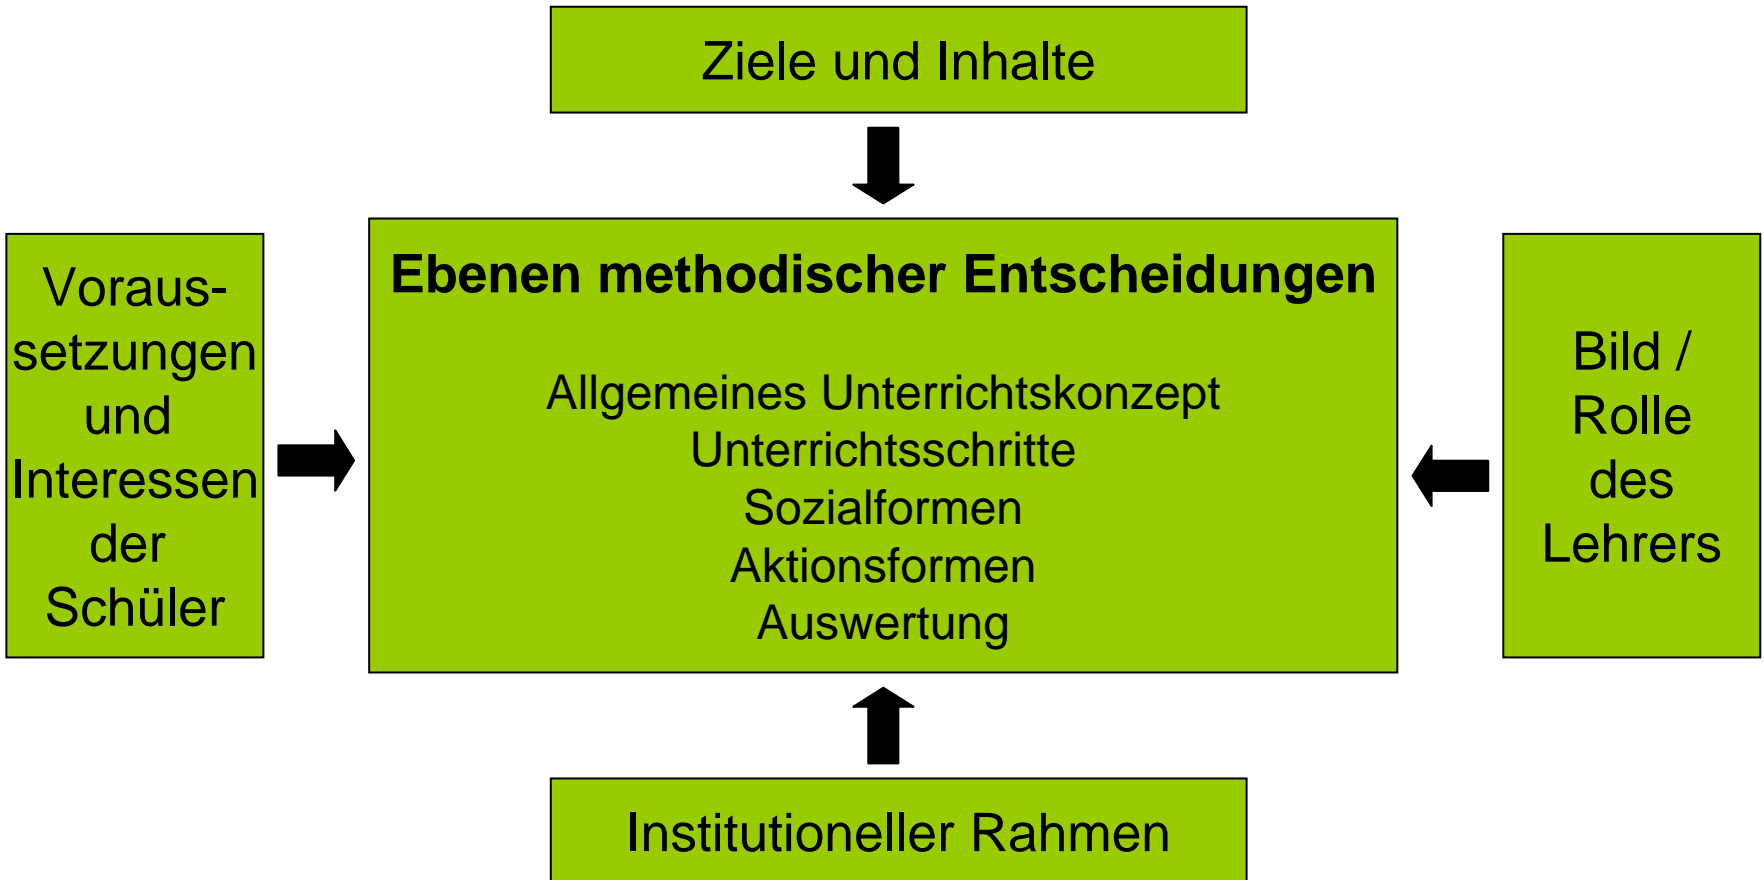 Ziele und Inhalte
Voraus-
setzungen
und
Interessen
der
Schüler
Ebenen methodischer Entscheidungen
Allgemeines Unterrichtskonzept
Unterrichtsschritte
Sozialformen
Aktionsformen
Auswertung
Bild /
Rolle
des
Lehrers
Institutioneller Rahmen